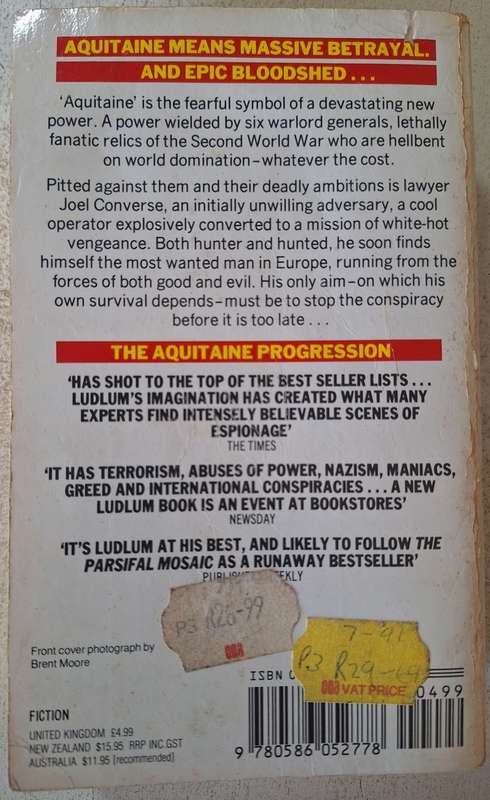 AQUITAINE MEANS MASSIVE BETRAYAL.
AND EPIC BLOODSHED...
'Aquitaine' is the fearful symbol of a devastating new
power. A power wielded by six warlord generals, lethally
fanatic relics of the Second World War who are hellbent
on world domination–whatever the cost.
Pitted against them and their deadly ambitions is lawyer
Joel Converse, an initially unwilling adversary, a cool
operator explosively converted to a mission of white-hot
vengeance. Both hunter and hunted, he soon finds
himself the most wanted man in Europe, running from the
forces of both good and evil. His only aim–on which his
own survival depends–must be to stop the conspiracy
before it is too late...
THE AQUITAINE PROGRESSION
'HAS SHOT TO THE TOP OF THE BEST SELLER LISTS...
LUDLUM'S IMAGINATION HAS CREATED WHAT MANY
EXPERTS FIND INTENSELY BELIEVABLE SCENES OF
ESPIONAGE'
THE TIMES
'IT HAS TERRORISM, ABUSES OF POWER, NAZISM, MANIACS,
GREED AND INTERNATIONAL CONSPIRACIES...A NEW
LUDLUM BOOK IS AN EVENT AT BOOKSTORES'
NEWSDAY
'IT'S LUDLUM AT HIS BEST, AND LIKELY TO FOLLOW THE
PARSIFAL MOSAIC AS A RUNAWAY BESTSELLER'
P3 R26-99
Front cover photograph by
Brent Moore
7-91
P3 R29-69
VAT PRICE
ISBN 0
00499
FICTION
UNITED KINGDOM £4.99
NEW ZEALAND $15.95 RRP INC.GST
AUSTRALIA $11.95 (recommended)
9 780586 052778